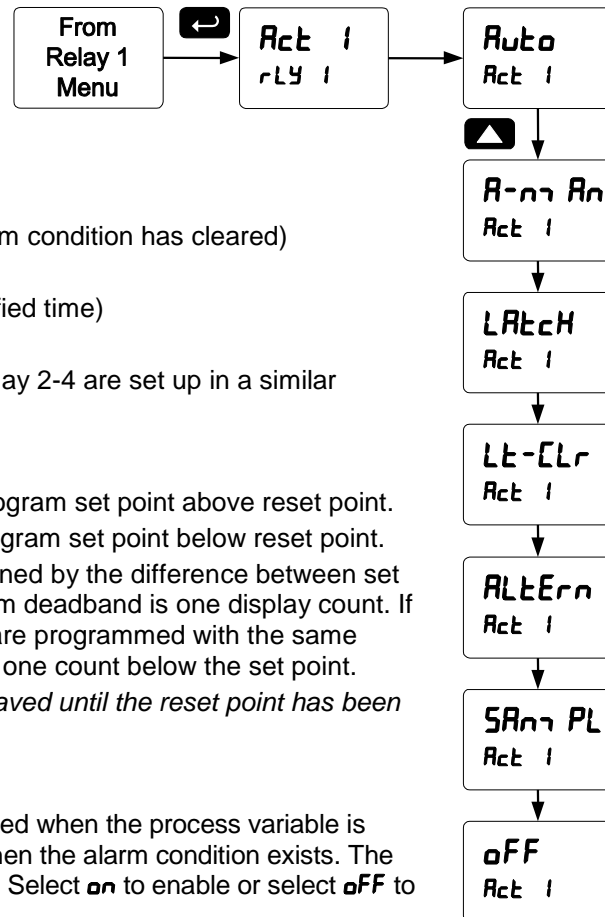 From
Relay 1
Menu
Act 1
rLY 1
Auto
Act 1
A-nn An
Act 1
LAtcH
Act 1
Lt-CLr
Act 1
ALtErn
Act 1
SAnn PL
Act 1
oFF
Act 1
m condition has cleared)
fied time)
lay 2-4 are set up in a similar
ogram set point above reset point.
gram set point below reset point.
ned by the difference between set
m deadband is one display count. If
are programmed with the same
one count below the set point.
aved until the reset point has been
ed when the process variable is
hen the alarm condition exists. The
Select on to enable or select oFF to